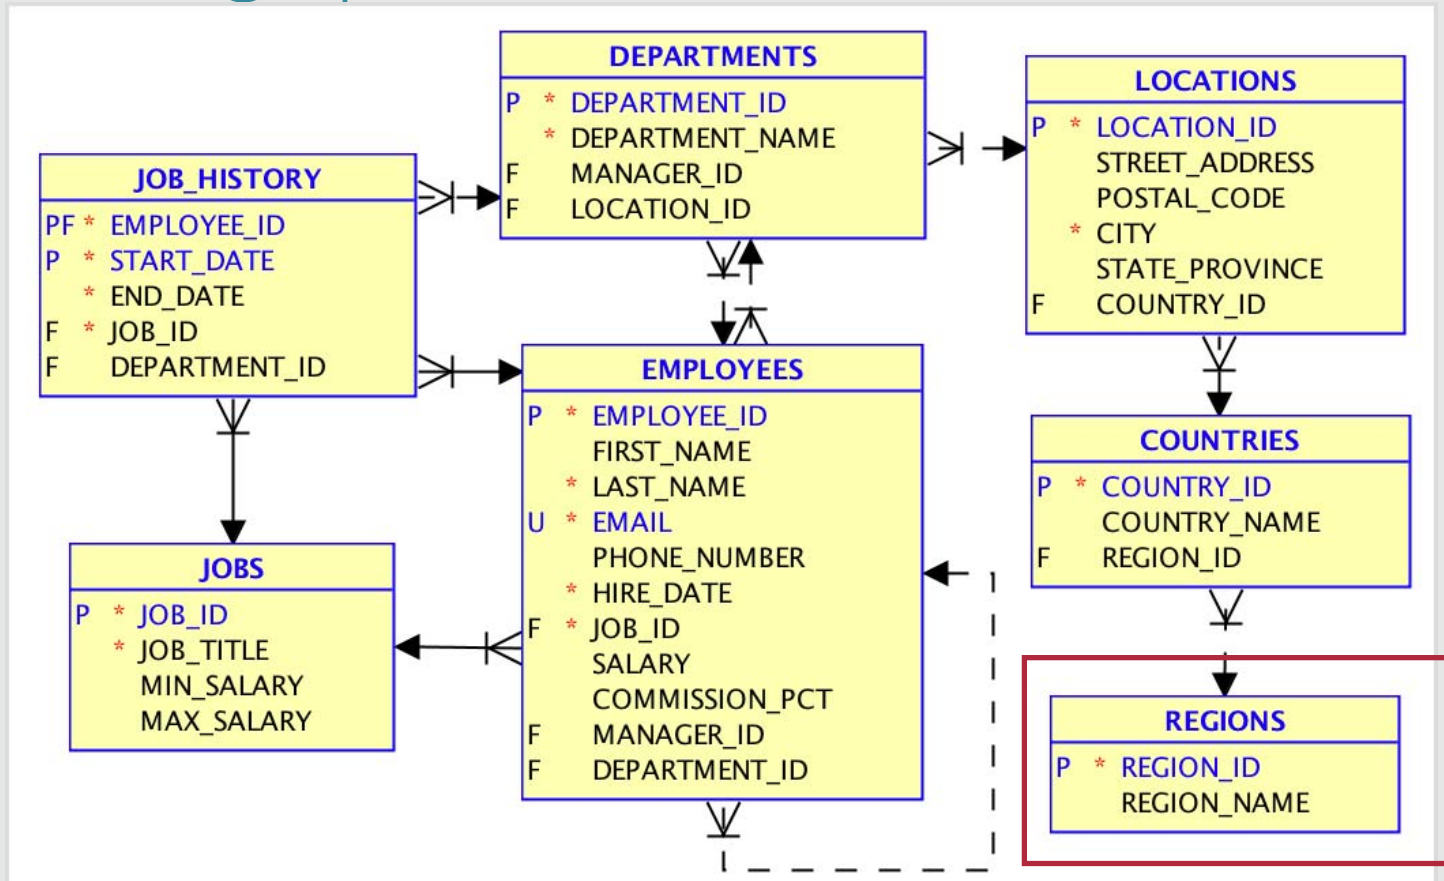 DEPARTMENTS
P * DEPARTMENT_ID
* DEPARTMENT_NAME
F MANAGER_ID
F LOCATION_ID
LOCATIONS
P * LOCATION_ID
STREET_ADDRESS
POSTAL_CODE
* CITY
STATE_PROVINCE
F COUNTRY_ID
JOB_HISTORY
PF * EMPLOYEE_ID
P * START_DATE
* END_DATE
F * JOB_ID
F DEPARTMENT_ID
EMPLOYEES
P * EMPLOYEE_ID
FIRST_NAME
* LAST_NAME
U * EMAIL
PHONE_NUMBER
* HIRE_DATE
F * JOB_ID
SALARY
COMMISSION_PCT
F MANAGER_ID
F DEPARTMENT_ID
COUNTRIES
P * COUNTRY_ID
COUNTRY_NAME
F REGION_ID
JOBS
P * JOB_ID
* JOB_TITLE
MIN_SALARY
MAX_SALARY
REGIONS
P * REGION_ID
REGION_NAME